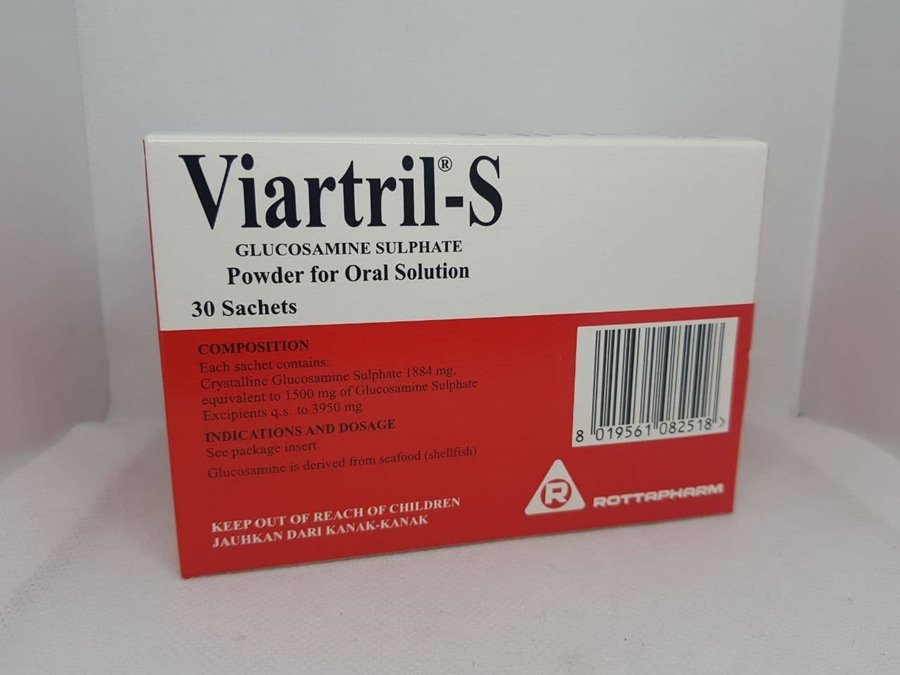 Viartril®-S
GLUCOSAMINE SULPHATE
Powder for Oral Solution
30 Sachets
COMPOSITION
Each sachet contains:
Crystalline Glucosamine Sulphate 1884 mg,
equivalent to 1500 mg of Glucosamine Sulphate
Excipients q.s. to 3950 mg
INDICATIONS AND DOSAGE
See package insert
Glucosamine is derived from seafood (shellfish)
KEEP OUT OF REACH OF CHILDREN
JAUHKAN DARI KANAK-KANAK
8 019561 082518 >
R
ROTTAPHARM